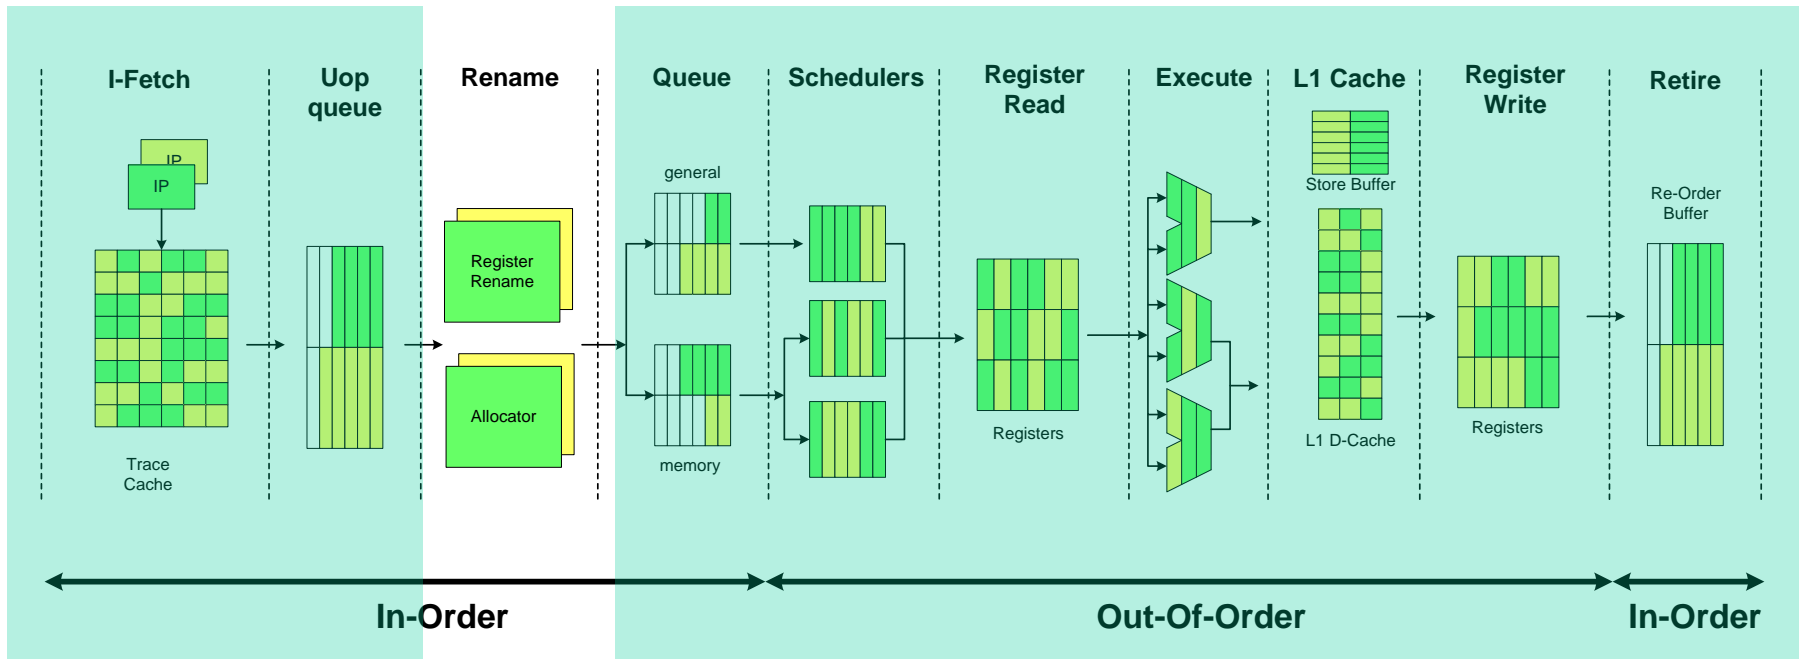 I-Fetch
Uop
queue
Rename
Queue
Schedulers
Register
Read
Execute
L1 Cache
Register
Write
Retire
IP
IP
Trace
Cache
Register
Rename
Allocator
general
memory
Registers
Store Buffer
L1 D-Cache
Registers
Re-Order
Buffer
In-Order
Out-Of-Order
In-Order